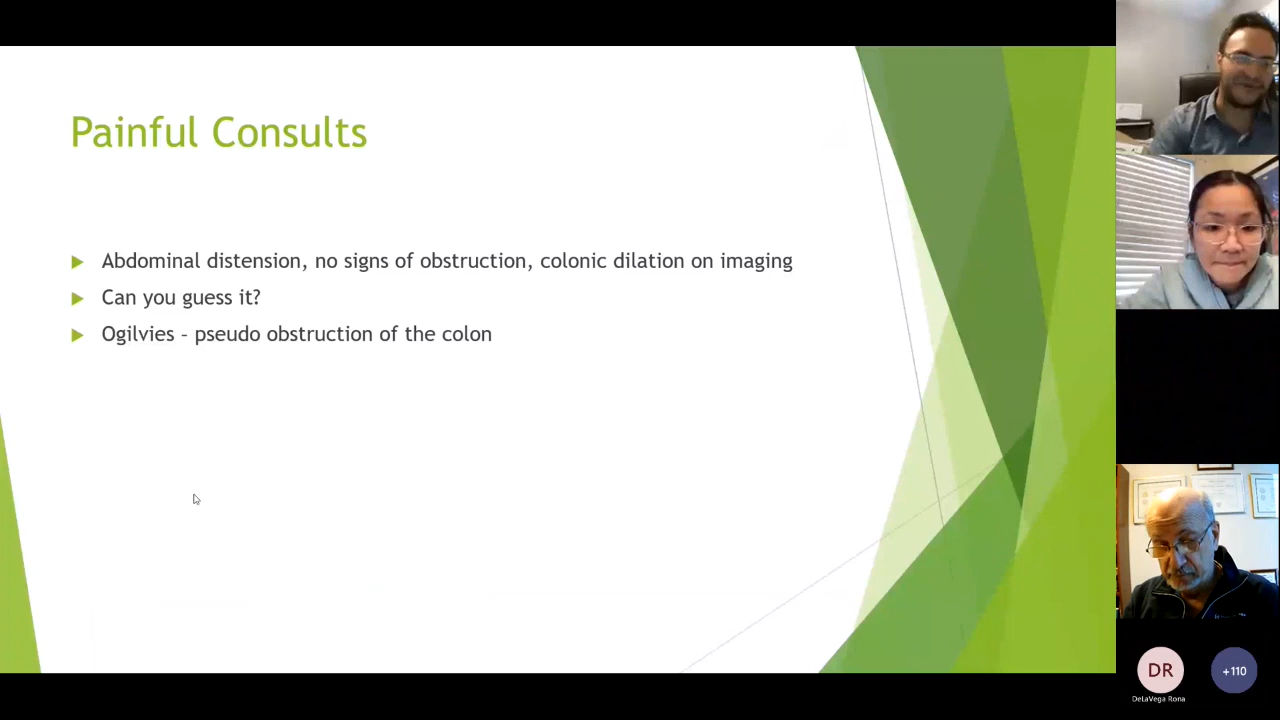 Painful Consults
Abdominal distension, no signs of obstruction, colonic dilation on imaging
Can you guess it?
Ogilvies - pseudo obstruction of the colon
DR
+110
DeLaVega Rona